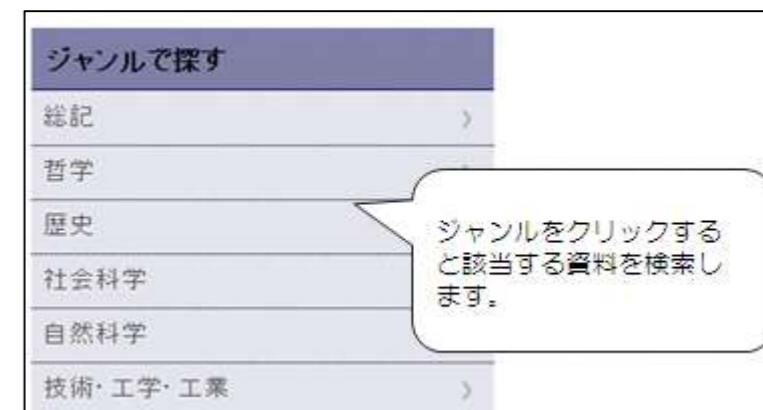 ジャンルで探す
総記
哲学
歴史
社会科学
自然科学
技術・工学・工業
ジャンルをクリックする
と該当する資料を検索し
ます。